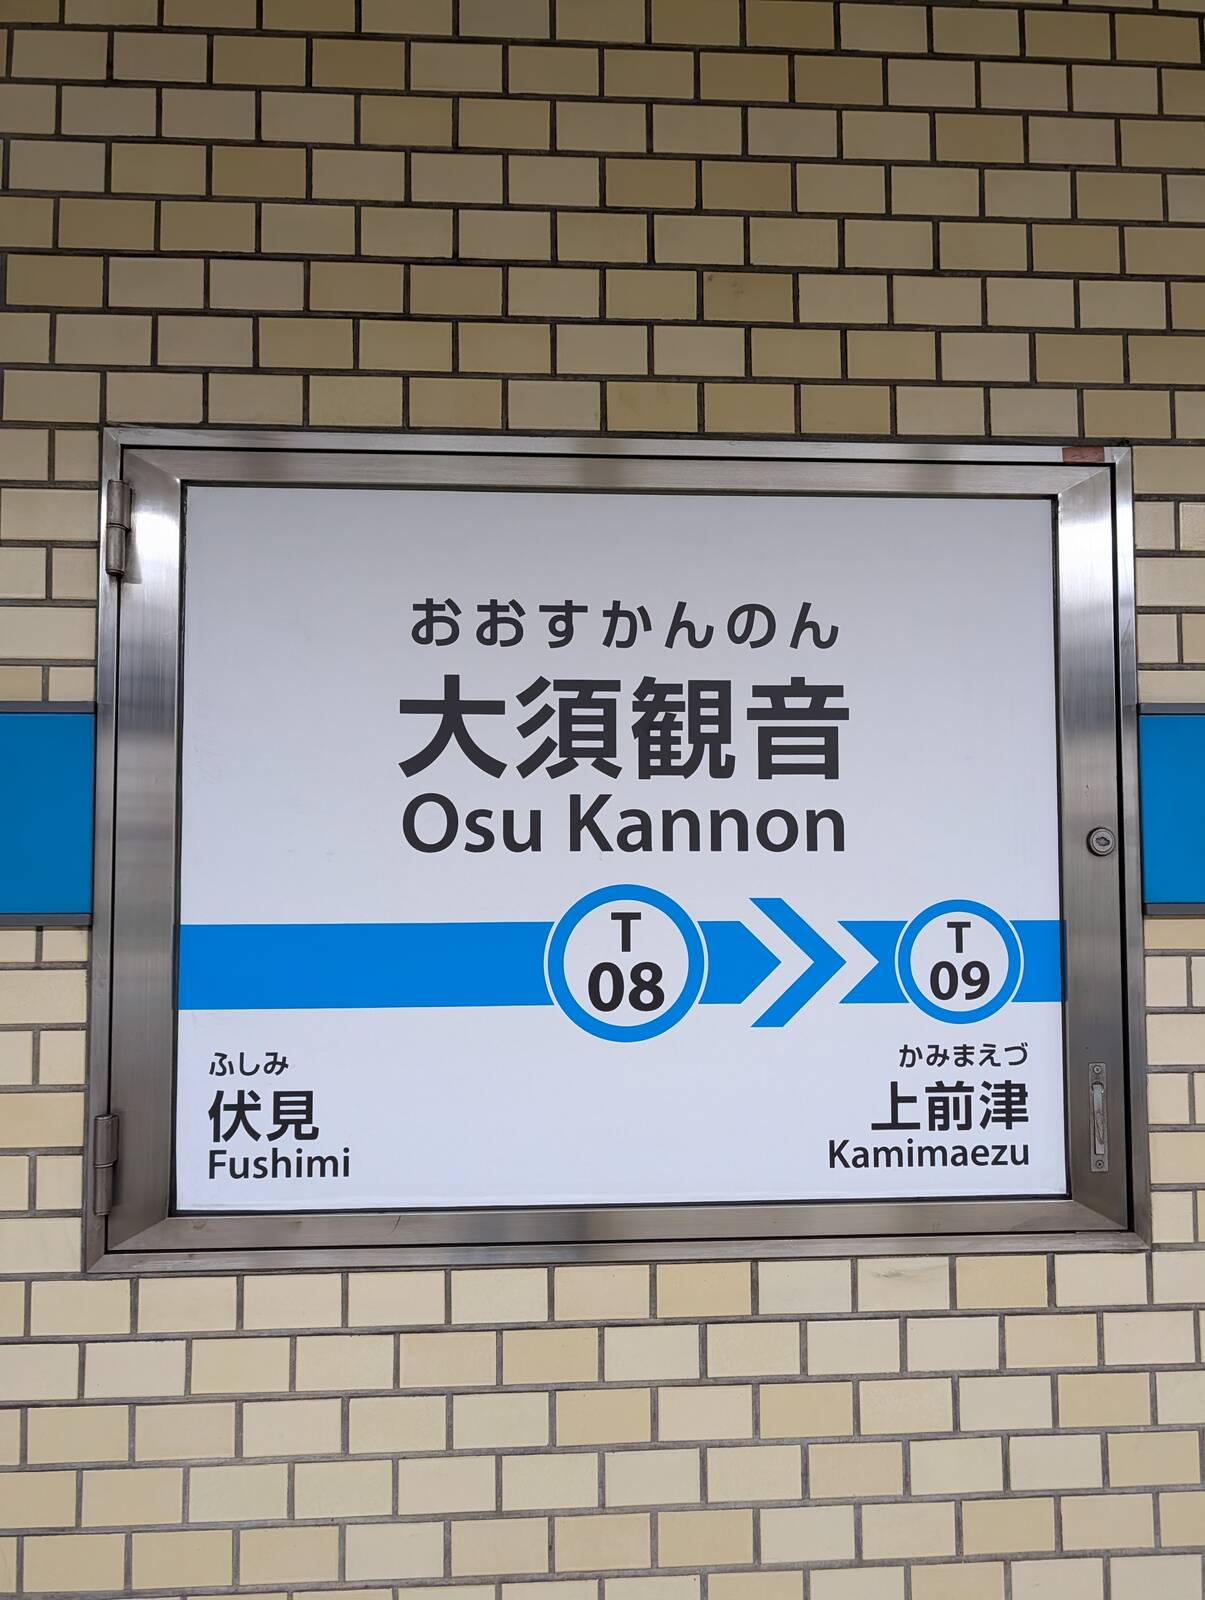 おおすかんのん
大須観音
Osu Kannon
T
08
T
09
ふしみ
伏見
Fushimi
かみまえづ
上前津
Kamimaezu